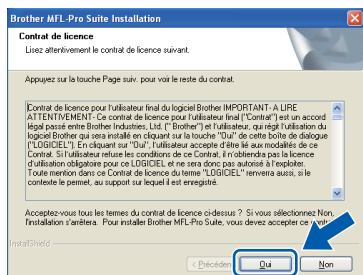 Brother MFL-Pro Suite Installation
Contrat de licence
Lisez attentivement le contrat de licence suivant.
Appuyez sur la touche Page suiv. pour voir le reste du contrat.
Contrat de licence pour l'utilisateur final du logiciel Brother IMPORTANT- A LIRE
ATTENTIVEMENT- Ce contrat de licence pour l'utilisateur final ("Contrat") est un accord
légal passé entre Brother Industries, Ltd. ("Brother") et l'utilisateur, qui régit l'utilisation du
logiciel Brother qui sera installé en cliquant sur la touche "Oui" de cette boîte de dialogue
("LOGICIEL"). En cliquant sur "Oui", l'utilisateur accepte d'être lié aux modalités de ce
Contrat. Si l'utilisateur refuse les conditions de ce Contrat, il n'obtiendra pas la licence
d'utilisation obligatoire pour ce LOGICIEL et ne sera donc pas autorisé à l'exploiter.
Toute mention dans ce Contrat de licence du terme "LOGICIEL" renverra aussi, si le
contexte le permet, au support sur lequel il est enregistré.
Acceptez-vous tous les termes du contrat de licence ci-dessus ? Si vous sélectionnez Non,
l'installation s'arrêtera. Pour installer Brother MFL-Pro Suite, vous devez accepter ce
InstallShield
< Précéden Oui Non